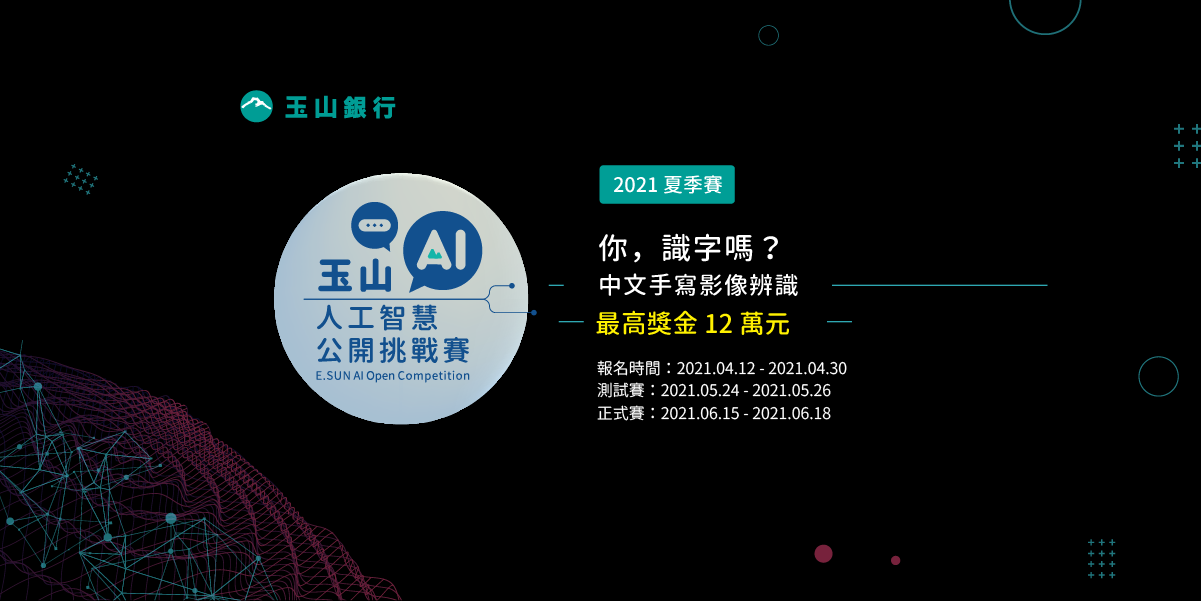 玉山銀行
玉山
AI
人工智慧
公開挑戰賽
E.SUN AI Open Competition
2021 夏季賽
你，識字嗎？
中文手寫影像辨識
最高獎金 12 萬元
報名時間：2021.04.12 - 2021.04.30
測試賽：2021.05.24 - 2021.05.26
正式賽：2021.06.15 - 2021.06.18